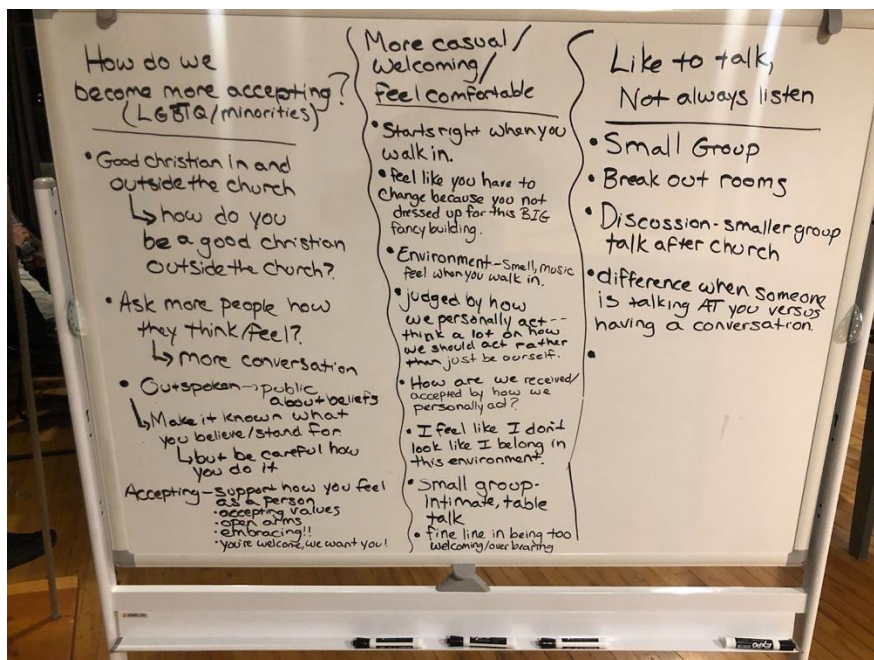 How do we
become more accepting?
(LGBTQ/minorities)
• Good christian in and
outside the church
↳ how do you
be a good christian
outside the church?
• Ask more people how
they think/feel?
↳ more conversation
• Outspoken → public
about beliefs
↳ Make it known what
you believe/stand for
↳ but be careful how
you do it
Accepting - support how you feel
as a person
• accepting values
• open arms
• embracing!!
• you're welcome, we want you!
More casual/
welcoming/
feel comfortable
• Starts right when you
walk in.
• feel like you have to
change because you not
dressed up for this BIG
fancy building.
• Environment - small, music
feel when you walk in.
• judged by how
we personally act --
think a lot on how
we should act rather
than just be ourself.
• How are we received/
accepted by how we
personally act?
• I feel like I don't
look like I belong in
this environment.
• Small group -
Intimate, table
talk
• fine line in being too
welcoming/over bearing
Like to talk,
Not always listen
• Small Group
• Break out rooms
• Discussion - smaller group
talk after church
• difference when someone
is talking AT you versus
having a conversation.
•
EXPO